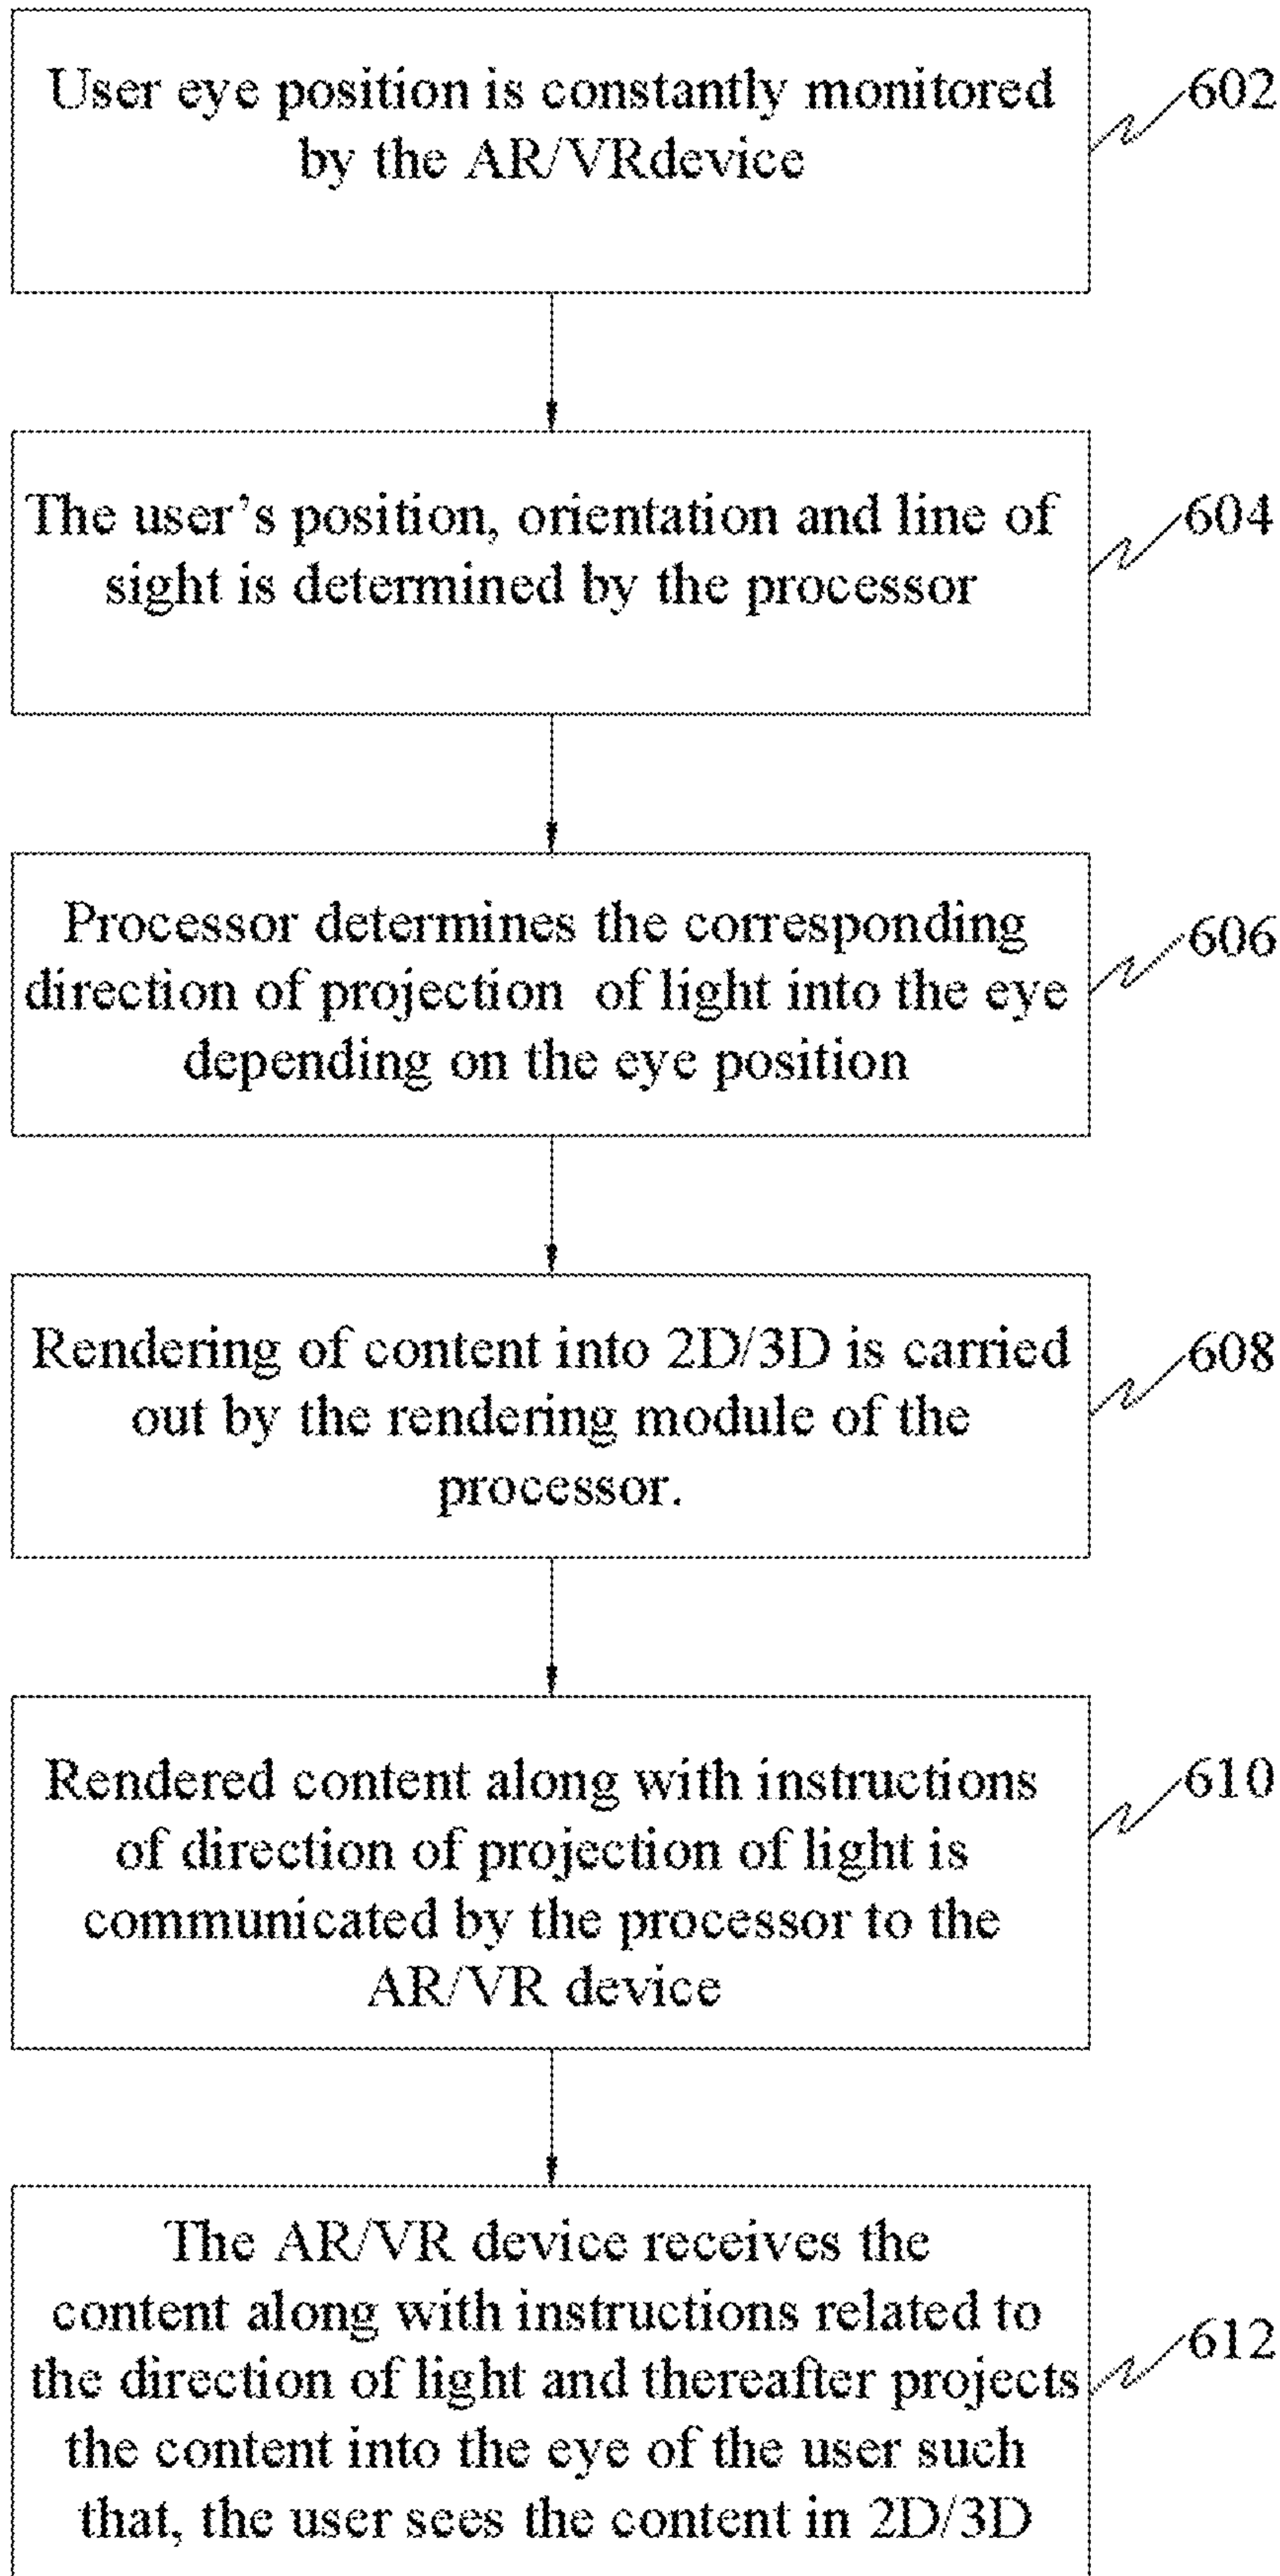 User eye position is constantly monitored
by the AR/VRdevice
602
The user's position, orientation and line of
sight is determined by the processor
604
Processor determines the corresponding
direction of projection of light into the eye
depending on the eye position
606
Rendering of content into 2D/3D is carried
out by the rendering module of the
processor.
608
Rendered content along with instructions
of direction of projection of light is
communicated by the processor to the
AR/VR device
610
The AR/VR device receives the
content along with instructions related to
the direction of light and thereafter projects
the content into the eye of the user such
that, the user sees the content in 2D/3D
612